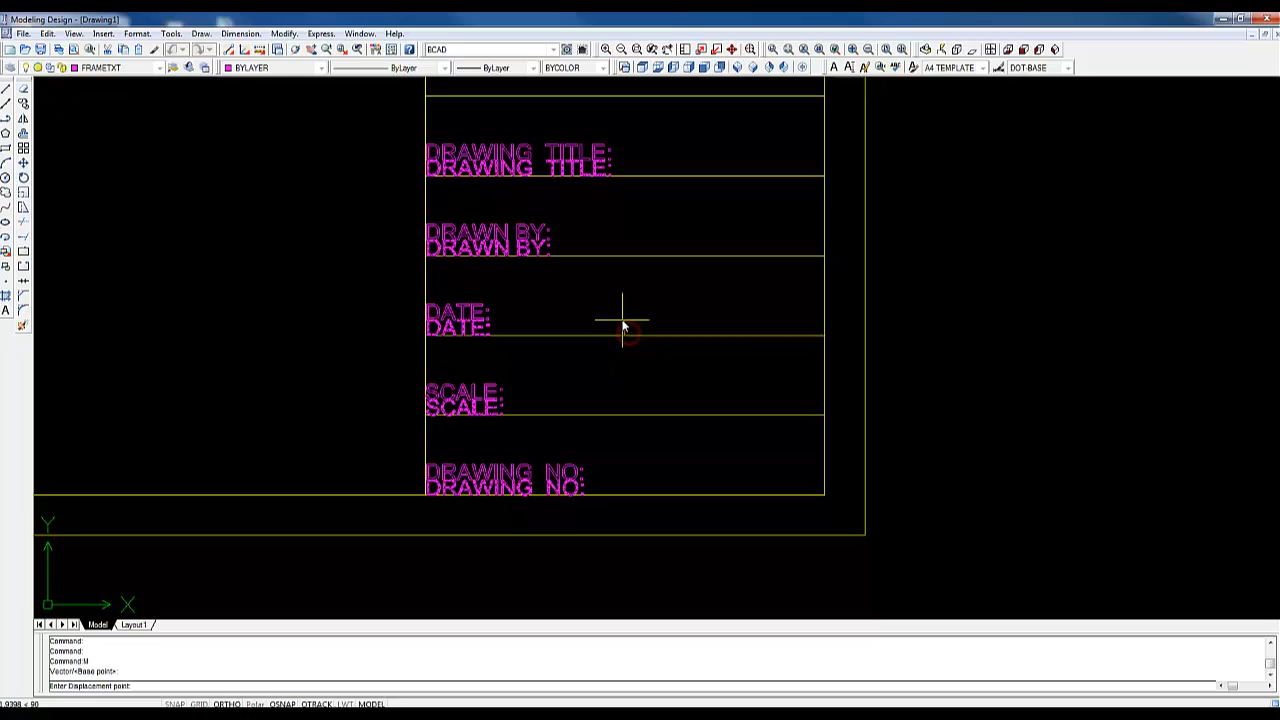 Modeling Design - [Drawing1]
File. Edit. View. Insert. Format. Tools. Draw. Dimension. Modify. Express. Window. Help.
BCAD
FRAMETXT BYLAYER ByLayer ByLayer BYCOLOR A4 TEMPLATE DOT-BASE
DRAWING TITLE:
DRAWING TITLE:
DRAWN BY:
DRAWN BY:
DATE:
DATE:
SCALE:
SCALE:
DRAWING NO:
DRAWING NO:
Y
X
Model Layout1
Command:
Command:
Command:M
Vector/<Base point>:
Enter Displacement point:
1.9398 < 90 SNAP GRID ORTHO Polar OSNAP OTRACK LWT MODEL